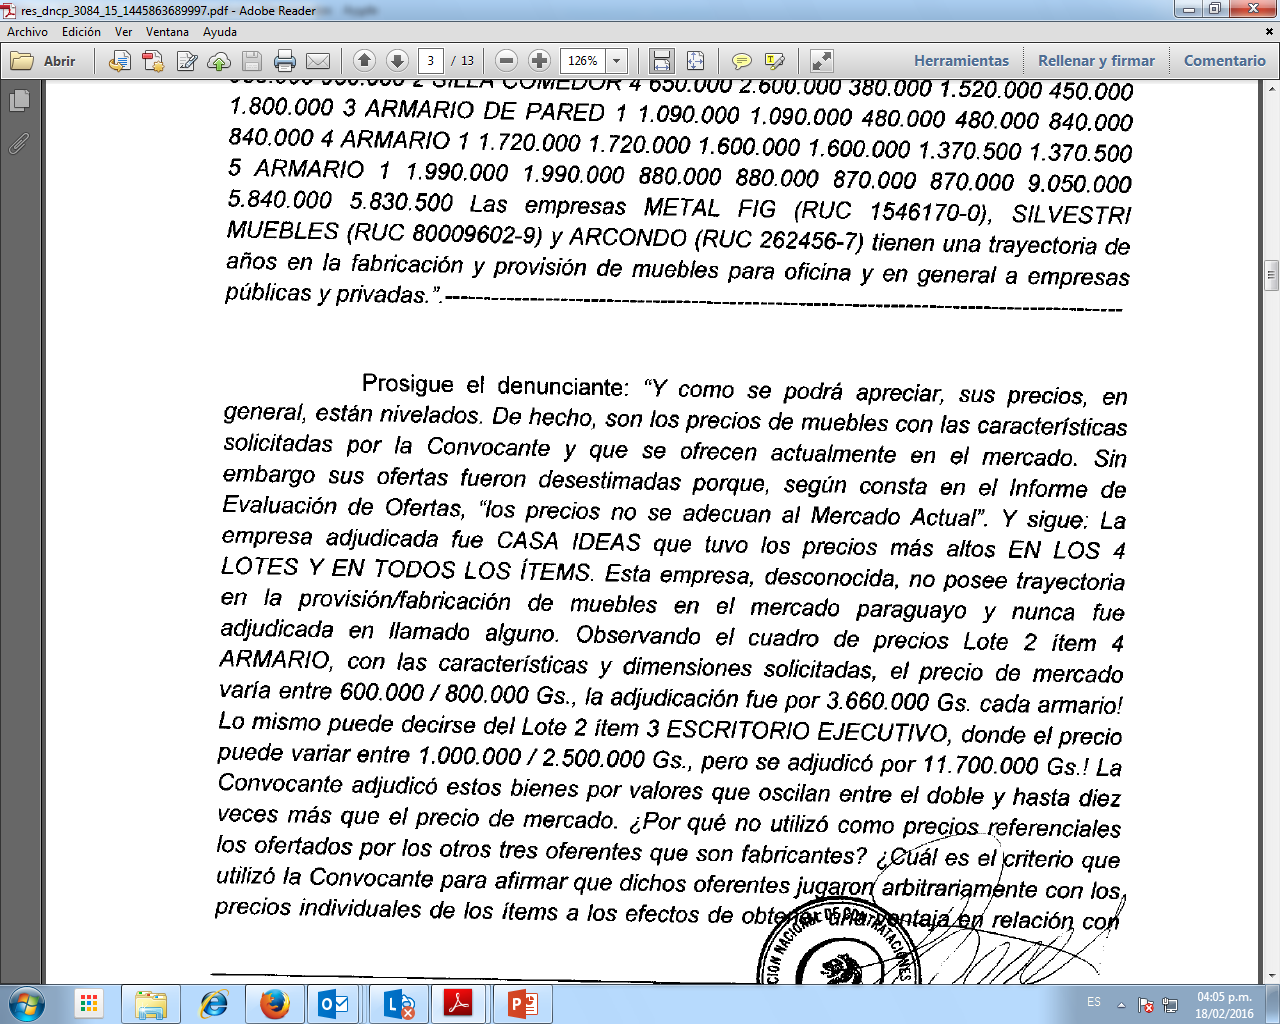 res_dncp_3084_15_1445863689997.pdf - Adobe Reader
Archivo Edición Ver Ventana Ayuda
Abrir 3 / 13 126% Herramientas Rellenar y firmar Comentario
2 SILLA COMEDOR 4 650.000 2.600.000 380.000 1.520.000 450.000
1.800.000 3 ARMARIO DE PARED 1 1.090.000 1.090.000 480.000 480.000 840.000
840.000 4 ARMARIO 1 1.720.000 1.720.000 1.600.000 1.600.000 1.370.500 1.370.500
5 ARMARIO 1 1.990.000 1.990.000 880.000 880.000 870.000 870.000 9.050.000
5.840.000 5.830.500 Las empresas METAL FIG (RUC 1546170-0), SILVESTRI
MUEBLES (RUC 80009602-9) y ARCONDO (RUC 262456-7) tienen una trayectoria de
años en la fabricación y provisión de muebles para oficina y en general a empresas
públicas y privadas.”.-----------------------------------------------------------------------
Prosigue el denunciante: “Y como se podrá apreciar, sus precios, en
general, están nivelados. De hecho, son los precios de muebles con las características
solicitadas por la Convocante y que se ofrecen actualmente en el mercado. Sin
embargo sus ofertas fueron desestimadas porque, según consta en el Informe de
Evaluación de Ofertas, “los precios no se adecuan al Mercado Actual”. Y sigue: La
empresa adjudicada fue CASA IDEAS que tuvo los precios más altos EN LOS 4
LOTES Y EN TODOS LOS ÍTEMS. Esta empresa, desconocida, no posee trayectoria
en la provisión/fabricación de muebles en el mercado paraguayo y nunca fue
adjudicada en llamado alguno. Observando el cuadro de precios Lote 2 ítem 4
ARMARIO, con las características y dimensiones solicitadas, el precio de mercado
varía entre 600.000 / 800.000 Gs., la adjudicación fue por 3.660.000 Gs. cada armario!
Lo mismo puede decirse del Lote 2 ítem 3 ESCRITORIO EJECUTIVO, donde el precio
puede variar entre 1.000.000 / 2.500.000 Gs., pero se adjudicó por 11.700.000 Gs.! La
Convocante adjudicó estos bienes por valores que oscilan entre el doble y hasta diez
veces más que el precio de mercado. ¿Por qué no utilizó como precios referenciales
los ofertados por los otros tres oferentes que son fabricantes? ¿Cuál es el criterio que
utilizó la Convocante para afirmar que dichos oferentes jugaron arbitrariamente con los
precios individuales de los ítems a los efectos de obtener una ventaja en relación con
NACIONAL DE CONTRATACIONES
ES 04:05 p.m.
18/02/2016